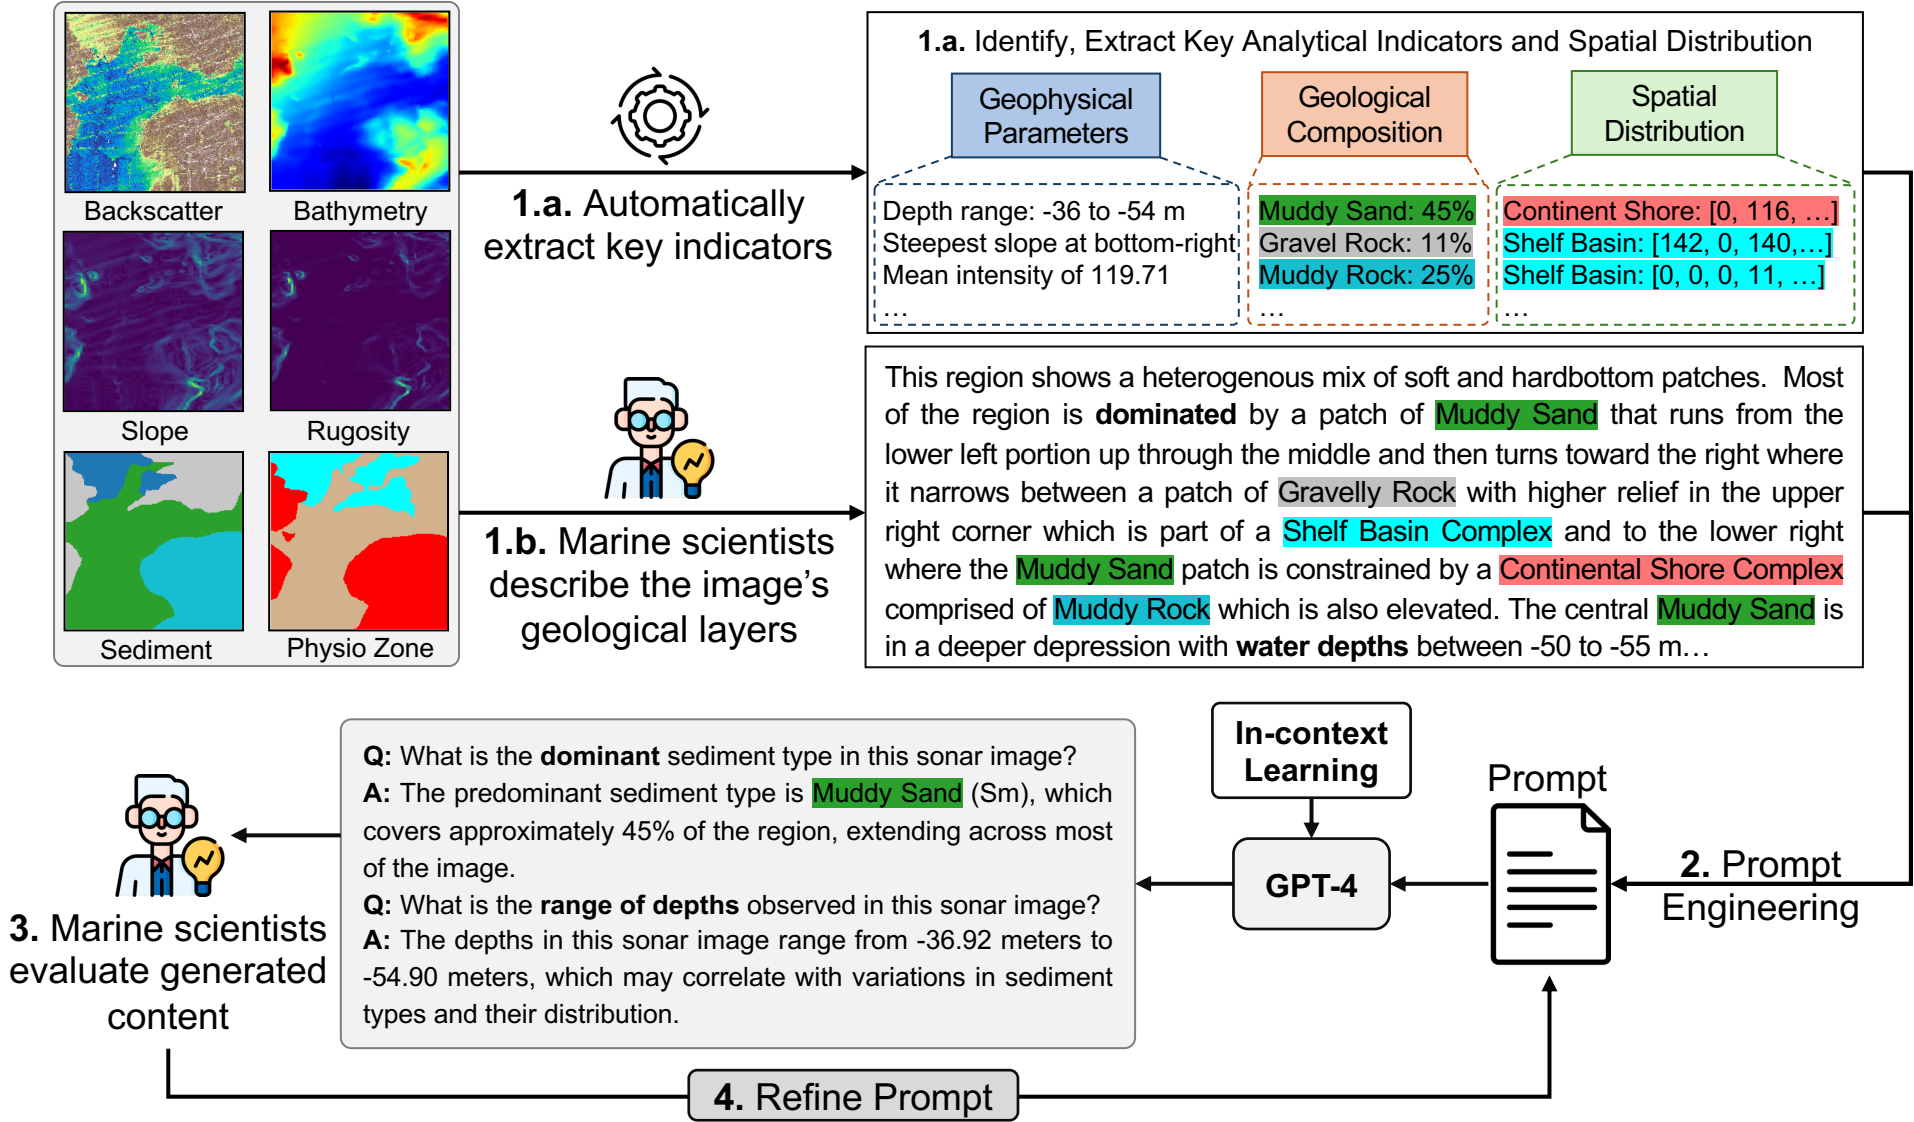 Backscatter
Bathymetry
Slope
Rugosity
Sediment
Physio Zone
1.a. Automatically
extract key indicators
1.b. Marine scientists
describe the image's
geological layers
1.a. Identify, Extract Key Analytical Indicators and Spatial Distribution
Geophysical
Parameters
Depth range: -36 to -54 m
Steepest slope at bottom-right
Mean intensity of 119.71
…
Geological
Composition
Muddy Sand: 45%
Gravel Rock: 11%
Muddy Rock: 25%
…
Spatial
Distribution
Continent Shore: [0, 116, …]
Shelf Basin: [142, 0, 140,…]
Shelf Basin: [0, 0, 0, 11, …]
…
This region shows a heterogenous mix of soft and hardbottom patches. Most
of the region is dominated by a patch of Muddy Sand that runs from the
lower left portion up through the middle and then turns toward the right where
it narrows between a patch of Gravelly Rock with higher relief in the upper
right corner which is part of a Shelf Basin Complex and to the lower right
where the Muddy Sand patch is constrained by a Continental Shore Complex
comprised of Muddy Rock which is also elevated. The central Muddy Sand is
in a deeper depression with water depths between -50 to -55 m…
2. Prompt
Engineering
Prompt
In-context
Learning
GPT-4
Q: What is the dominant sediment type in this sonar image?
A: The predominant sediment type is Muddy Sand (Sm), which
covers approximately 45% of the region, extending across most
of the image.
Q: What is the range of depths observed in this sonar image?
A: The depths in this sonar image range from -36.92 meters to
-54.90 meters, which may correlate with variations in sediment
types and their distribution.
3. Marine scientists
evaluate generated
content
4. Refine Prompt